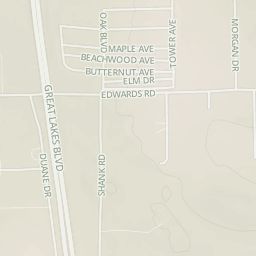 OAK BLVD
TOWER AVE
MORGAN DR
MAPLE AVE
BEACHWOOD AVE
BUTTERNUT AVE
ELM DR
EDWARDS RD
GREAT LAKES BLVD
DUANE DR
SHANK RD